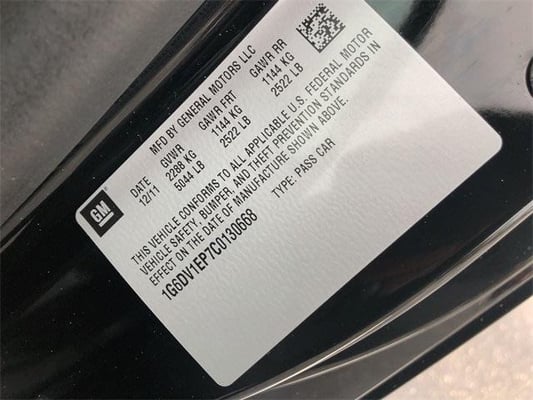 MFD BY GENERAL MOTORS LLC
DATE GVWR GAWR FRT GAWR RR
12/11 2288 KG 1144 KG 1144 KG
5044 LB 2522 LB 2522 LB
THIS VEHICLE CONFORMS TO ALL APPLICABLE U.S. FEDERAL MOTOR
VEHICLE SAFETY, BUMPER, AND THEFT PREVENTION STANDARDS IN
EFFECT ON THE DATE OF MANUFACTURE SHOWN ABOVE.
1G6DV1EP7C0130668 TYPE: PASS CAR
GM